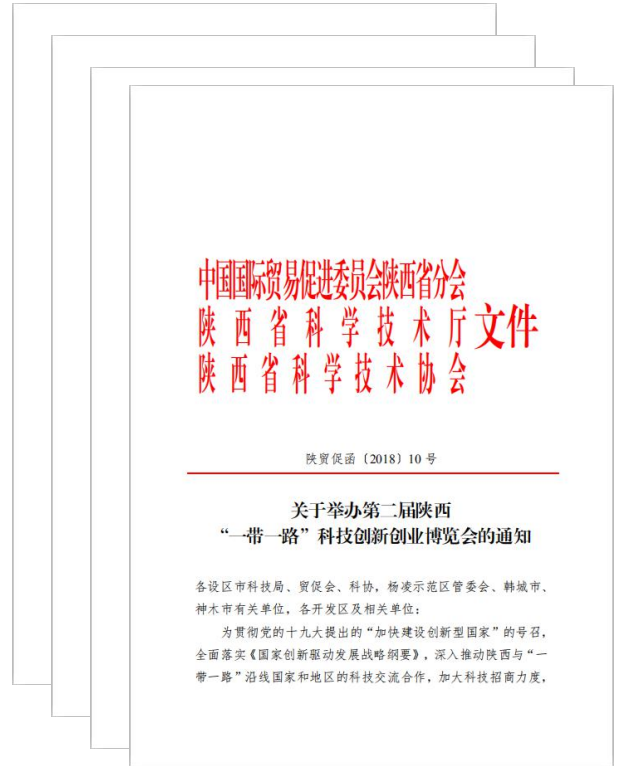 中国国际贸易促进委员会陕西省分会
陕西省科学技术厅文件
陕西省科学技术协会
陕贸促函〔2018〕10号
关于举办第二届陕西
“一带一路”科技创新创业博览会的通知
各设区市科技局、贸促会、科协，杨凌示范区管委会、韩城市、
神木市有关单位，各开发区及相关单位：
为贯彻党的十九大提出的“加快建设创新型国家”的号召，
全面落实《国家创新驱动发展战略纲要》，深入推动陕西与“一
带一路”沿线国家和地区的科技交流合作，加大科技招商力度，